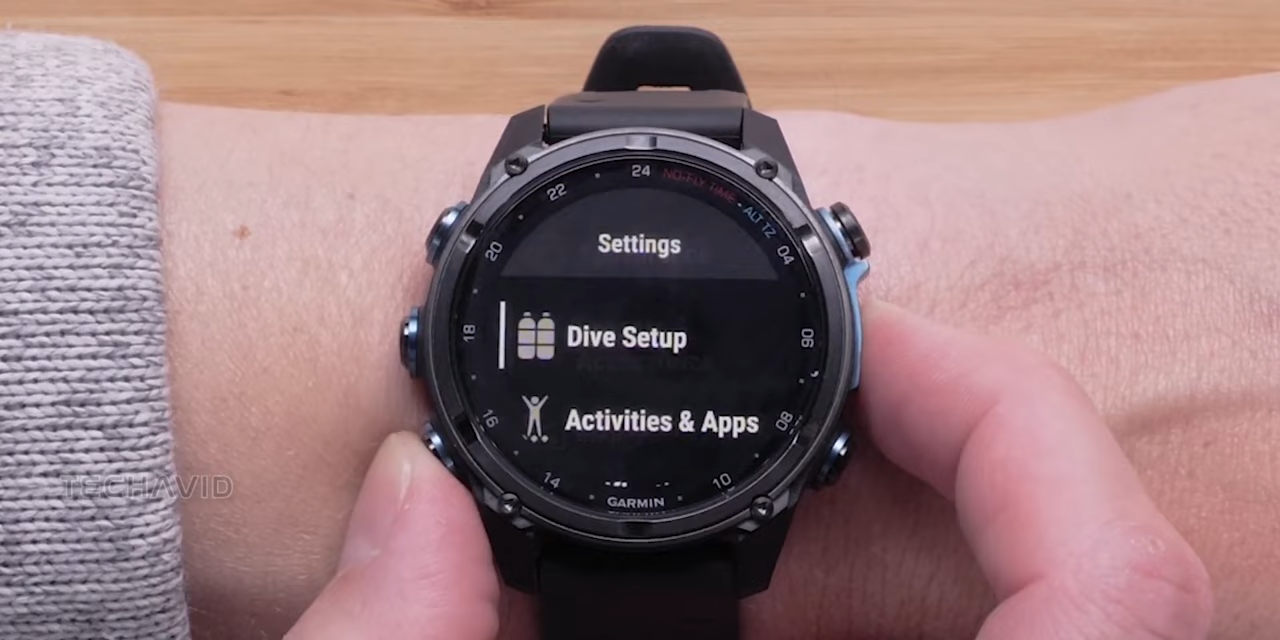 24
NO-FLY TIME - ALT TZ
22
04
20
Settings
18
Dive Setup
06
16
Activities & Apps
08
14
GARMIN
10
TECHAVID